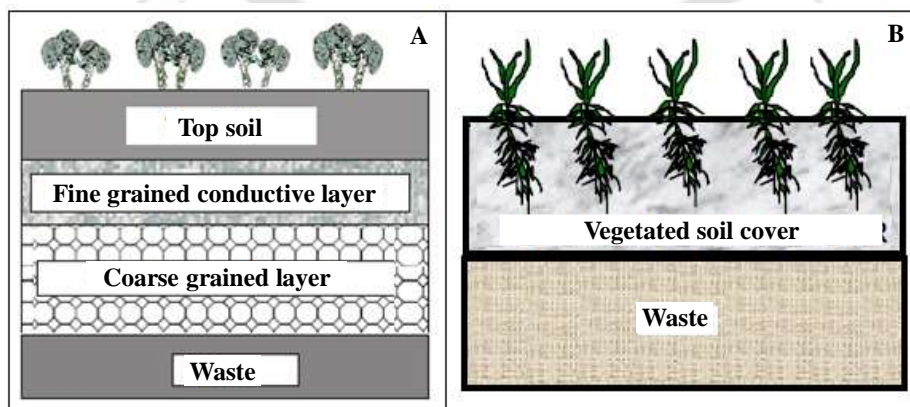 A
Top soil
Fine grained conductive layer
Coarse grained layer
Waste
B
Vegetated soil cover
Waste